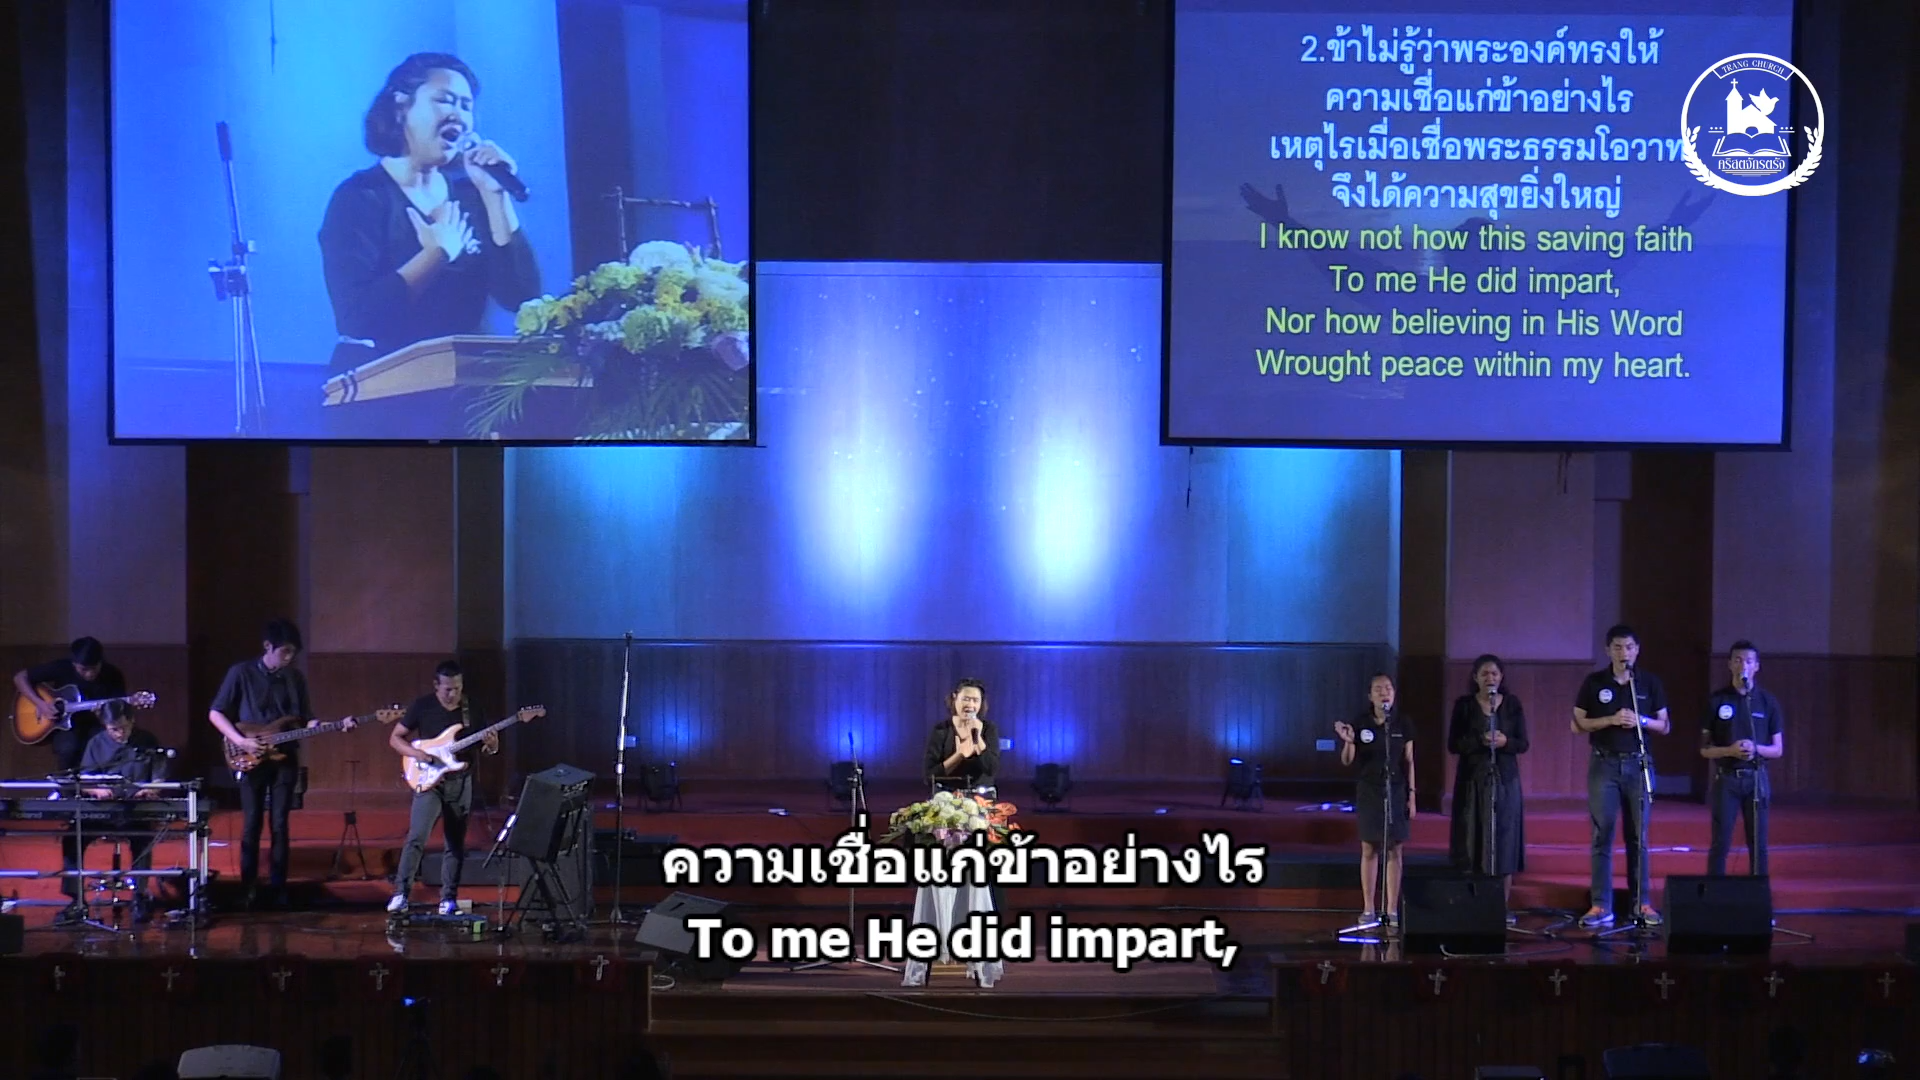 2.ข้าไม่รู้ว่าพระองค์ทรงให้
ความเชื่อแก่ข้าอย่างไร
เหตุไรเมื่อเชื่อพระธรรมโอวาท
จึงได้ความสุขยิ่งใหญ่
I know not how this saving faith
To me He did impart,
Nor how believing in His Word
Wrought peace within my heart.
TRANG CHURCH
คริสตจักรตรัง
Roland
ความเชื่อแก่ข้าอย่างไร
To me He did impart,